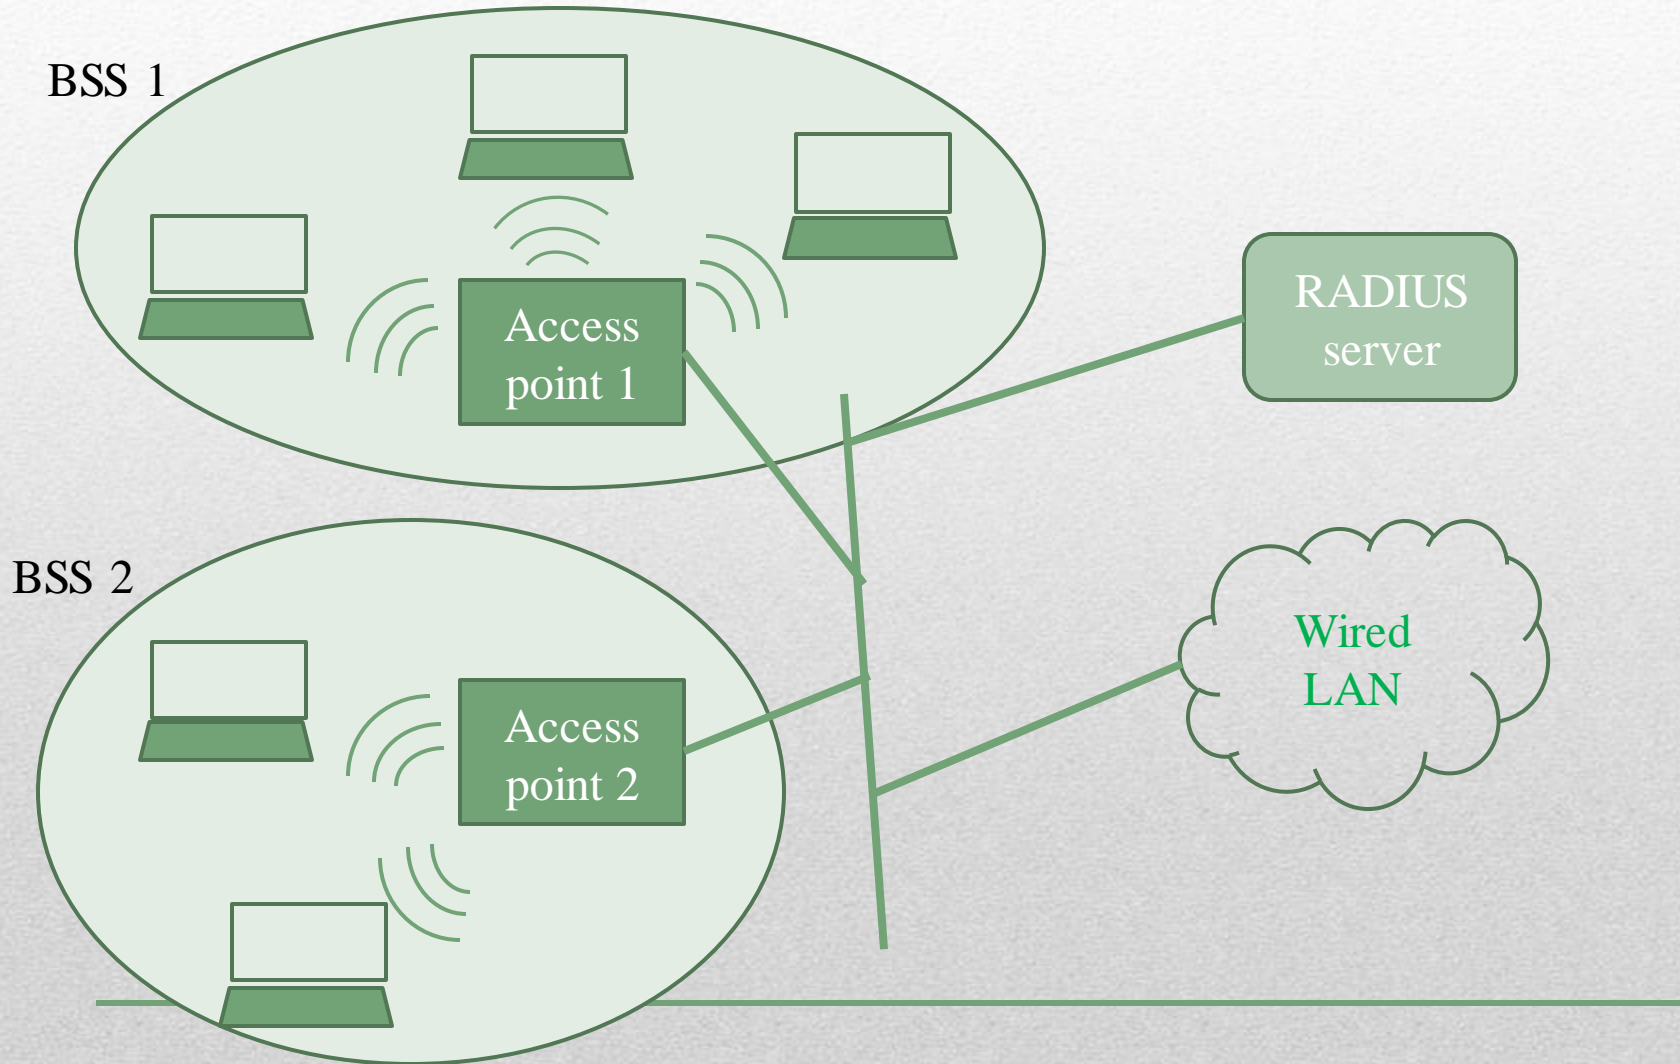 BSS 1
Access
point 1
RADIUS
server
BSS 2
Access
point 2
Wired
LAN